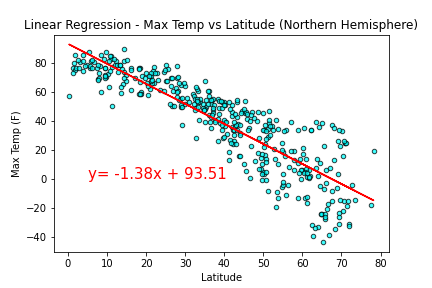 Linear Regression - Max Temp vs Latitude (Northern Hemisphere)
Max Temp (F)
80
60
40
20
0
−20
−40
y= -1.38x + 93.51
0 10 20 30 40 50 60 70 80
Latitude